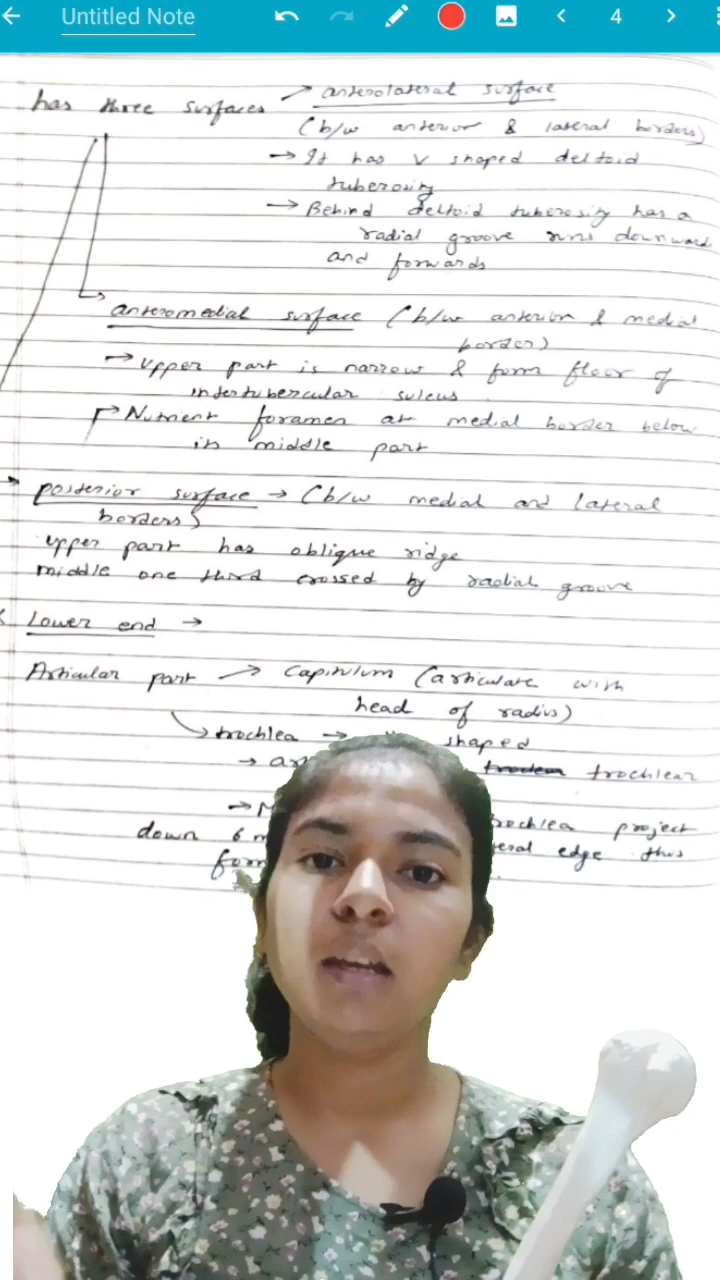 Untitled Note
4
has three surfaces → anterolateral surface
(b/w anterior & lateral borders)
→ It has V shaped deltoid
tuberosity
→ Behind deltoid tuberosity has a
radial groove runs downward
and forwards
anteromedial surface (b/w anterior & medial
border)
→ upper part is narrow & form floor of
intertubercular sulcus
→ Nutrient foramen at medial border below
its middle part
posterior surface → (b/w medial and lateral
borders)
upper part has oblique ridge
middle one third crossed by radial groove
Lower end →
Articular part → Capitulum (articulate with
head of radius)
→ trochlea → shaped
→ trochlear
→ trochlea project
down 6 edge thus